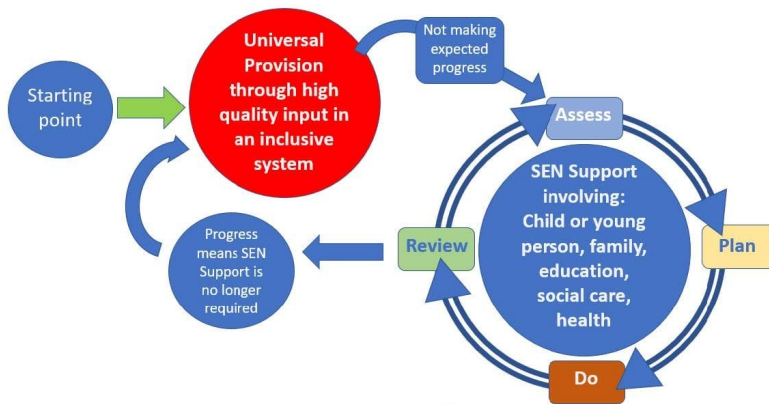 Starting
point
Universal
Provision
through high
quality input in
an inclusive
system
Not making
expected
progress
Assess
Plan
Do
Review
SEN Support
involving:
Child or young
person, family,
education,
social care,
health
Progress
means SEN
Support is
no longer
required